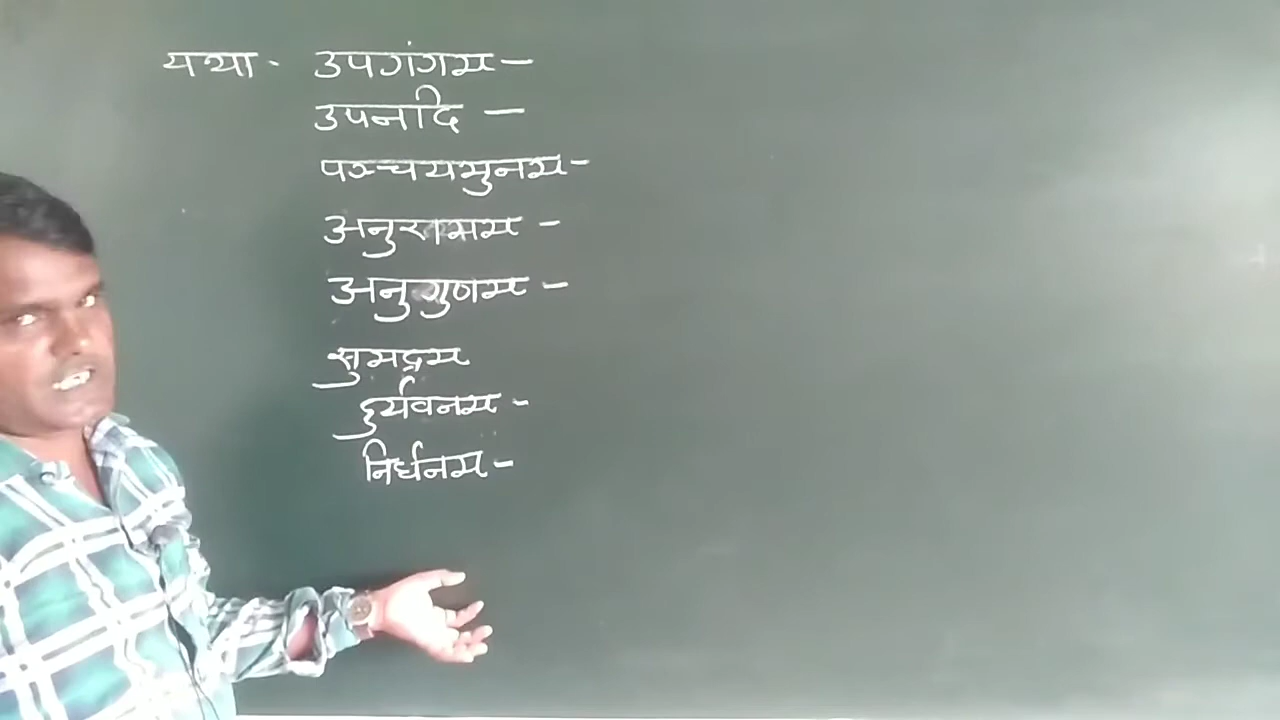 यथा - उपगंगम -
उपनदि -
पञ्चयमुनम -
अनुरामम -
अनुगुणम -
सुमद्रम
दुर्यवनम -
निर्धनम -